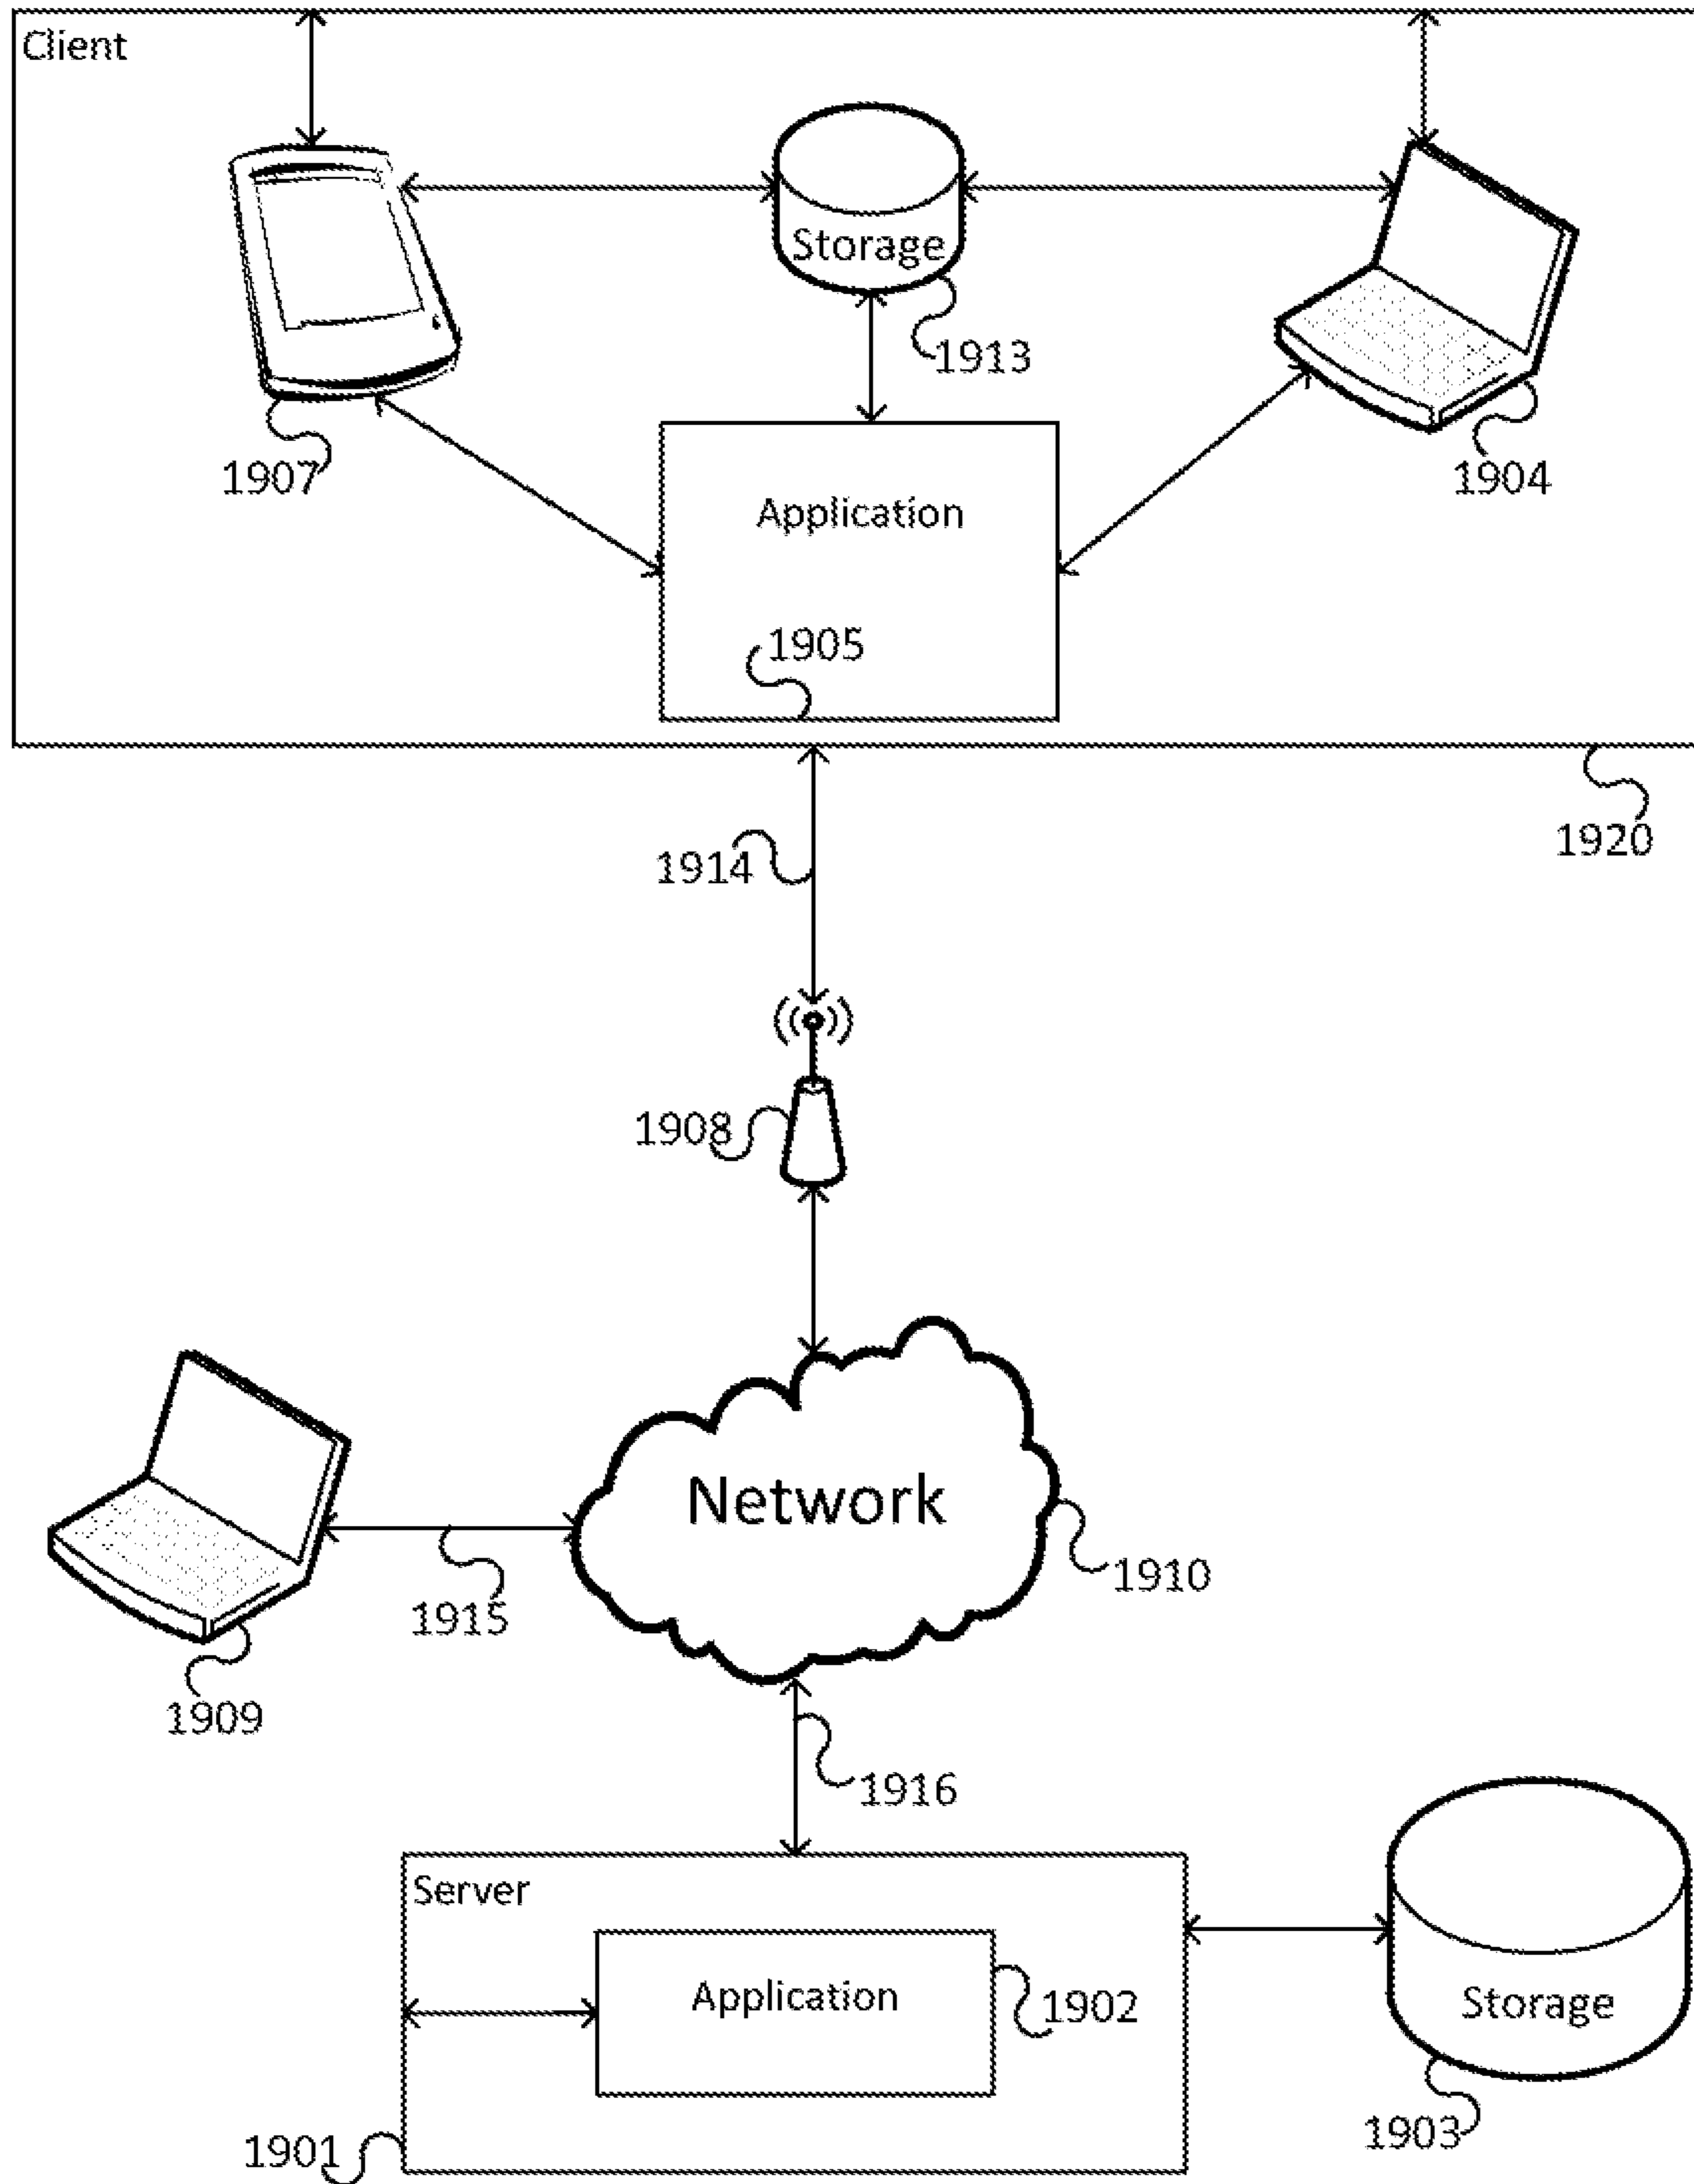 Client
Storage
1913
1907
1904
Application
1905
1920
1914
1908
Network
1910
1915
1909
1916
Server
Application
1902
Storage
1903
1901